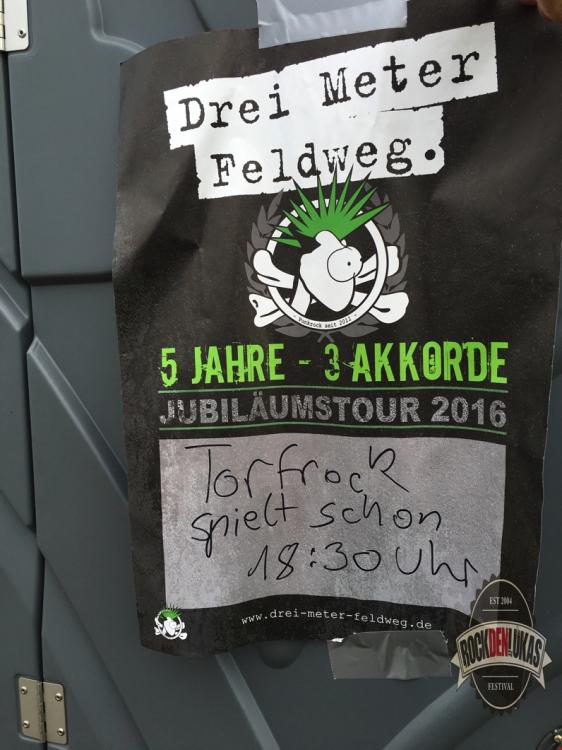 Drei Meter
Feldweg.
- Punkrock seit 2011 -
5 JAHRE - 3 AKKORDE
JUBILÄUMSTOUR 2016
Torfrock
spielt schon
18:30 Uhr
www.drei-meter-feldweg.de
EST 2004
ROCKDENLUKAS
FESTIVAL